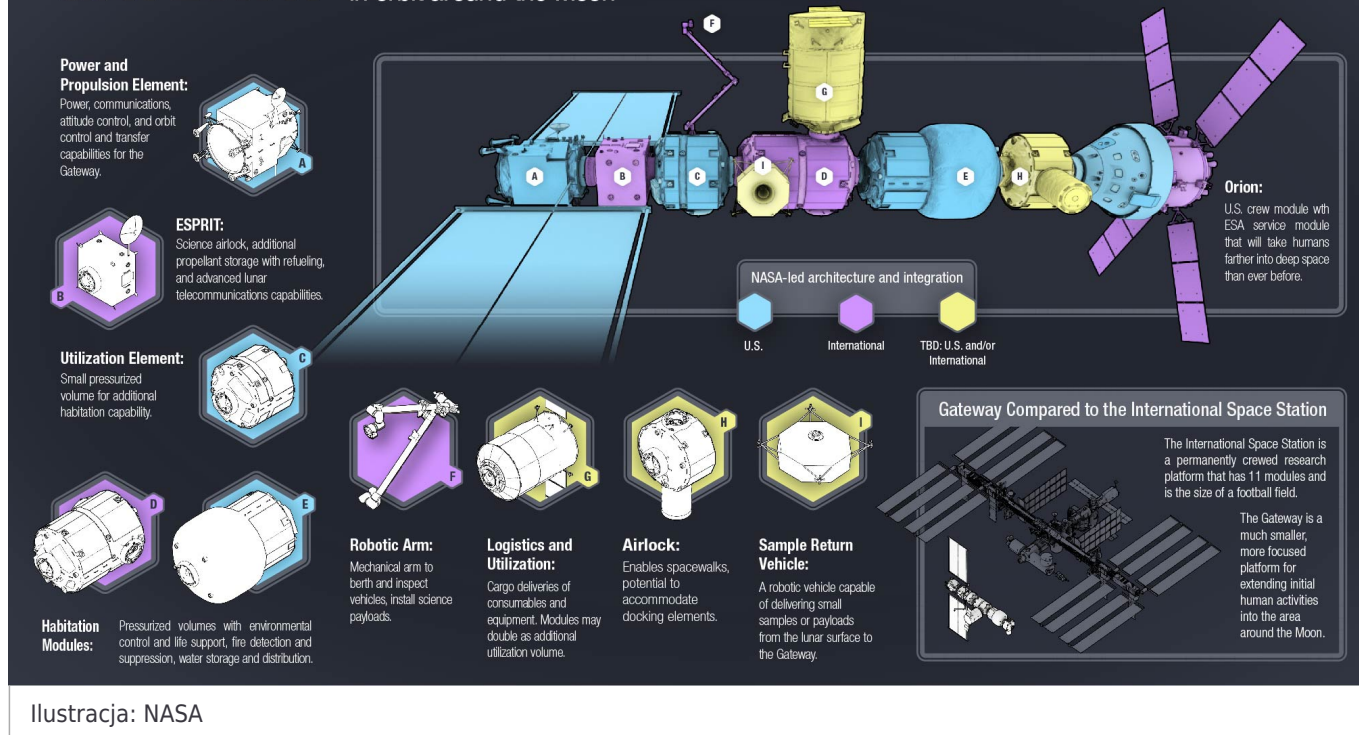 in orbit around the Moon
Power and
Propulsion Element:
Power, communications,
attitude control, and orbit
control and transfer
capabilities for the
Gateway.
A
ESPRIT:
Science airlock, additional
propellant storage with refueling,
and advanced lunar
telecommunications capabilities.
B
Utilization Element:
Small pressurized
volume for additional
habitation capability.
C
D
E
Habitation
Modules:
Pressurized volumes with environmental
control and life support, fire detection and
suppression, water storage and distribution.
F
G
A
B
C
I
D
E
H
Orion:
U.S. crew module wth
ESA service module
that will take humans
farther into deep space
than ever before.
NASA-led architecture and integration
U.S.
International
TBD: U.S. and/or
International
F
Robotic Arm:
Mechanical arm to
berth and inspect
vehicles, install science
payloads.
G
Logistics and
Utilization:
Cargo deliveries of
consumables and
equipment. Modules may
double as additional
utilization volume.
H
Airlock:
Enables spacewalks,
potential to
accommodate
docking elements.
I
Sample Return
Vehicle:
A robotic vehicle capable
of delivering small
samples or payloads
from the lunar surface to
the Gateway.
Gateway Compared to the International Space Station
The International Space Station is
a permanently crewed research
platform that has 11 modules and
is the size of a football field.
The Gateway is a
much smaller,
more focused
platform for
extending initial
human activities
into the area
around the Moon.
Ilustracja: NASA